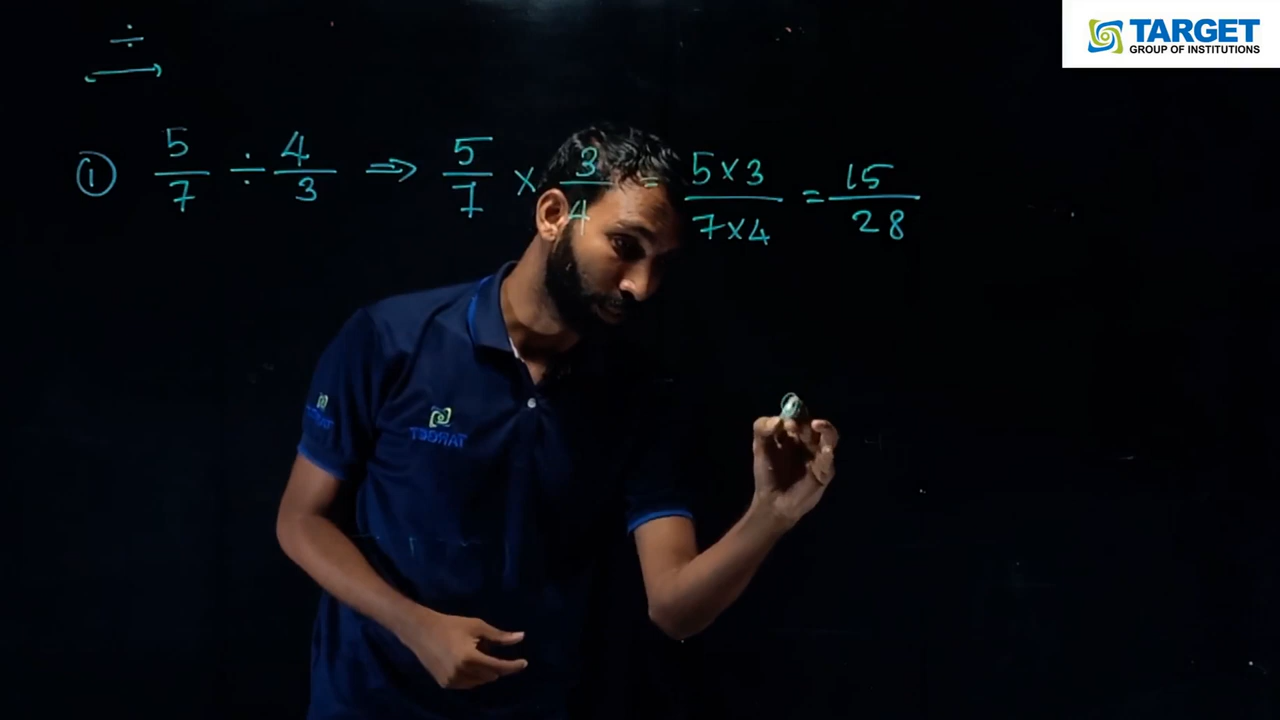 TARGET
GROUP OF INSTITUTIONS
÷
① 5/7 ÷ 4/3 ⇒ 5/7 × 3/4 = 5×3/7×4 = 15/28
TARGET